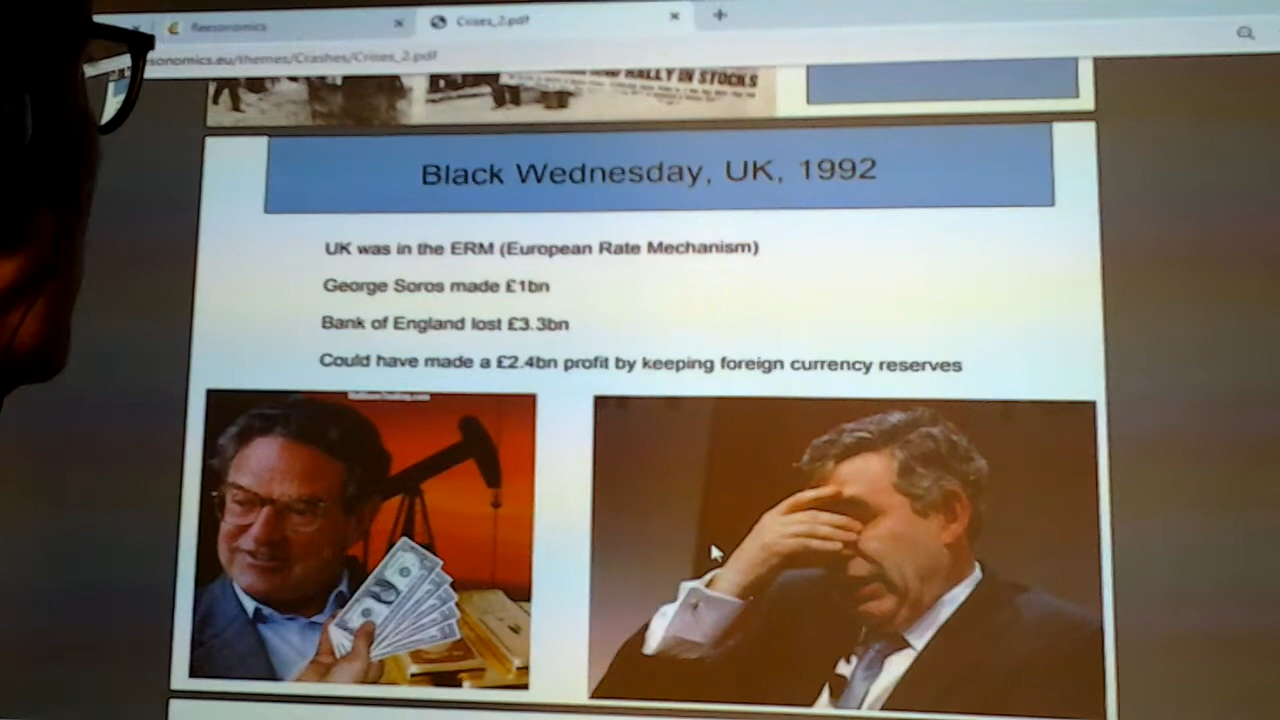 Reesonomics
Crises_2.pdf
sonomics.eu/themes/Crashes/Crises_2.pdf
RALLY IN STOCKS
Black Wednesday, UK, 1992
UK was in the ERM (European Rate Mechanism)
George Soros made £1bn
Bank of England lost £3.3bn
Could have made a £2.4bn profit by keeping foreign currency reserves